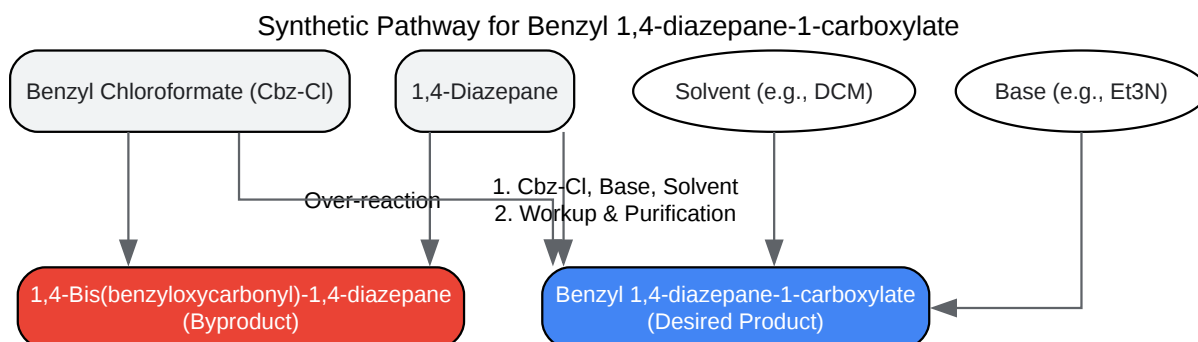 Synthetic Pathway for Benzyl 1,4-diazepane-1-carboxylate
Benzyl Chloroformate (Cbz-Cl)
1,4-Diazepane
Solvent (e.g., DCM)
Base (e.g., Et3N)
Over-reaction
1. Cbz-Cl, Base, Solvent
2. Workup & Purification
1,4-Bis(benzyloxycarbonyl)-1,4-diazepane
(Byproduct)
Benzyl 1,4-diazepane-1-carboxylate
(Desired Product)